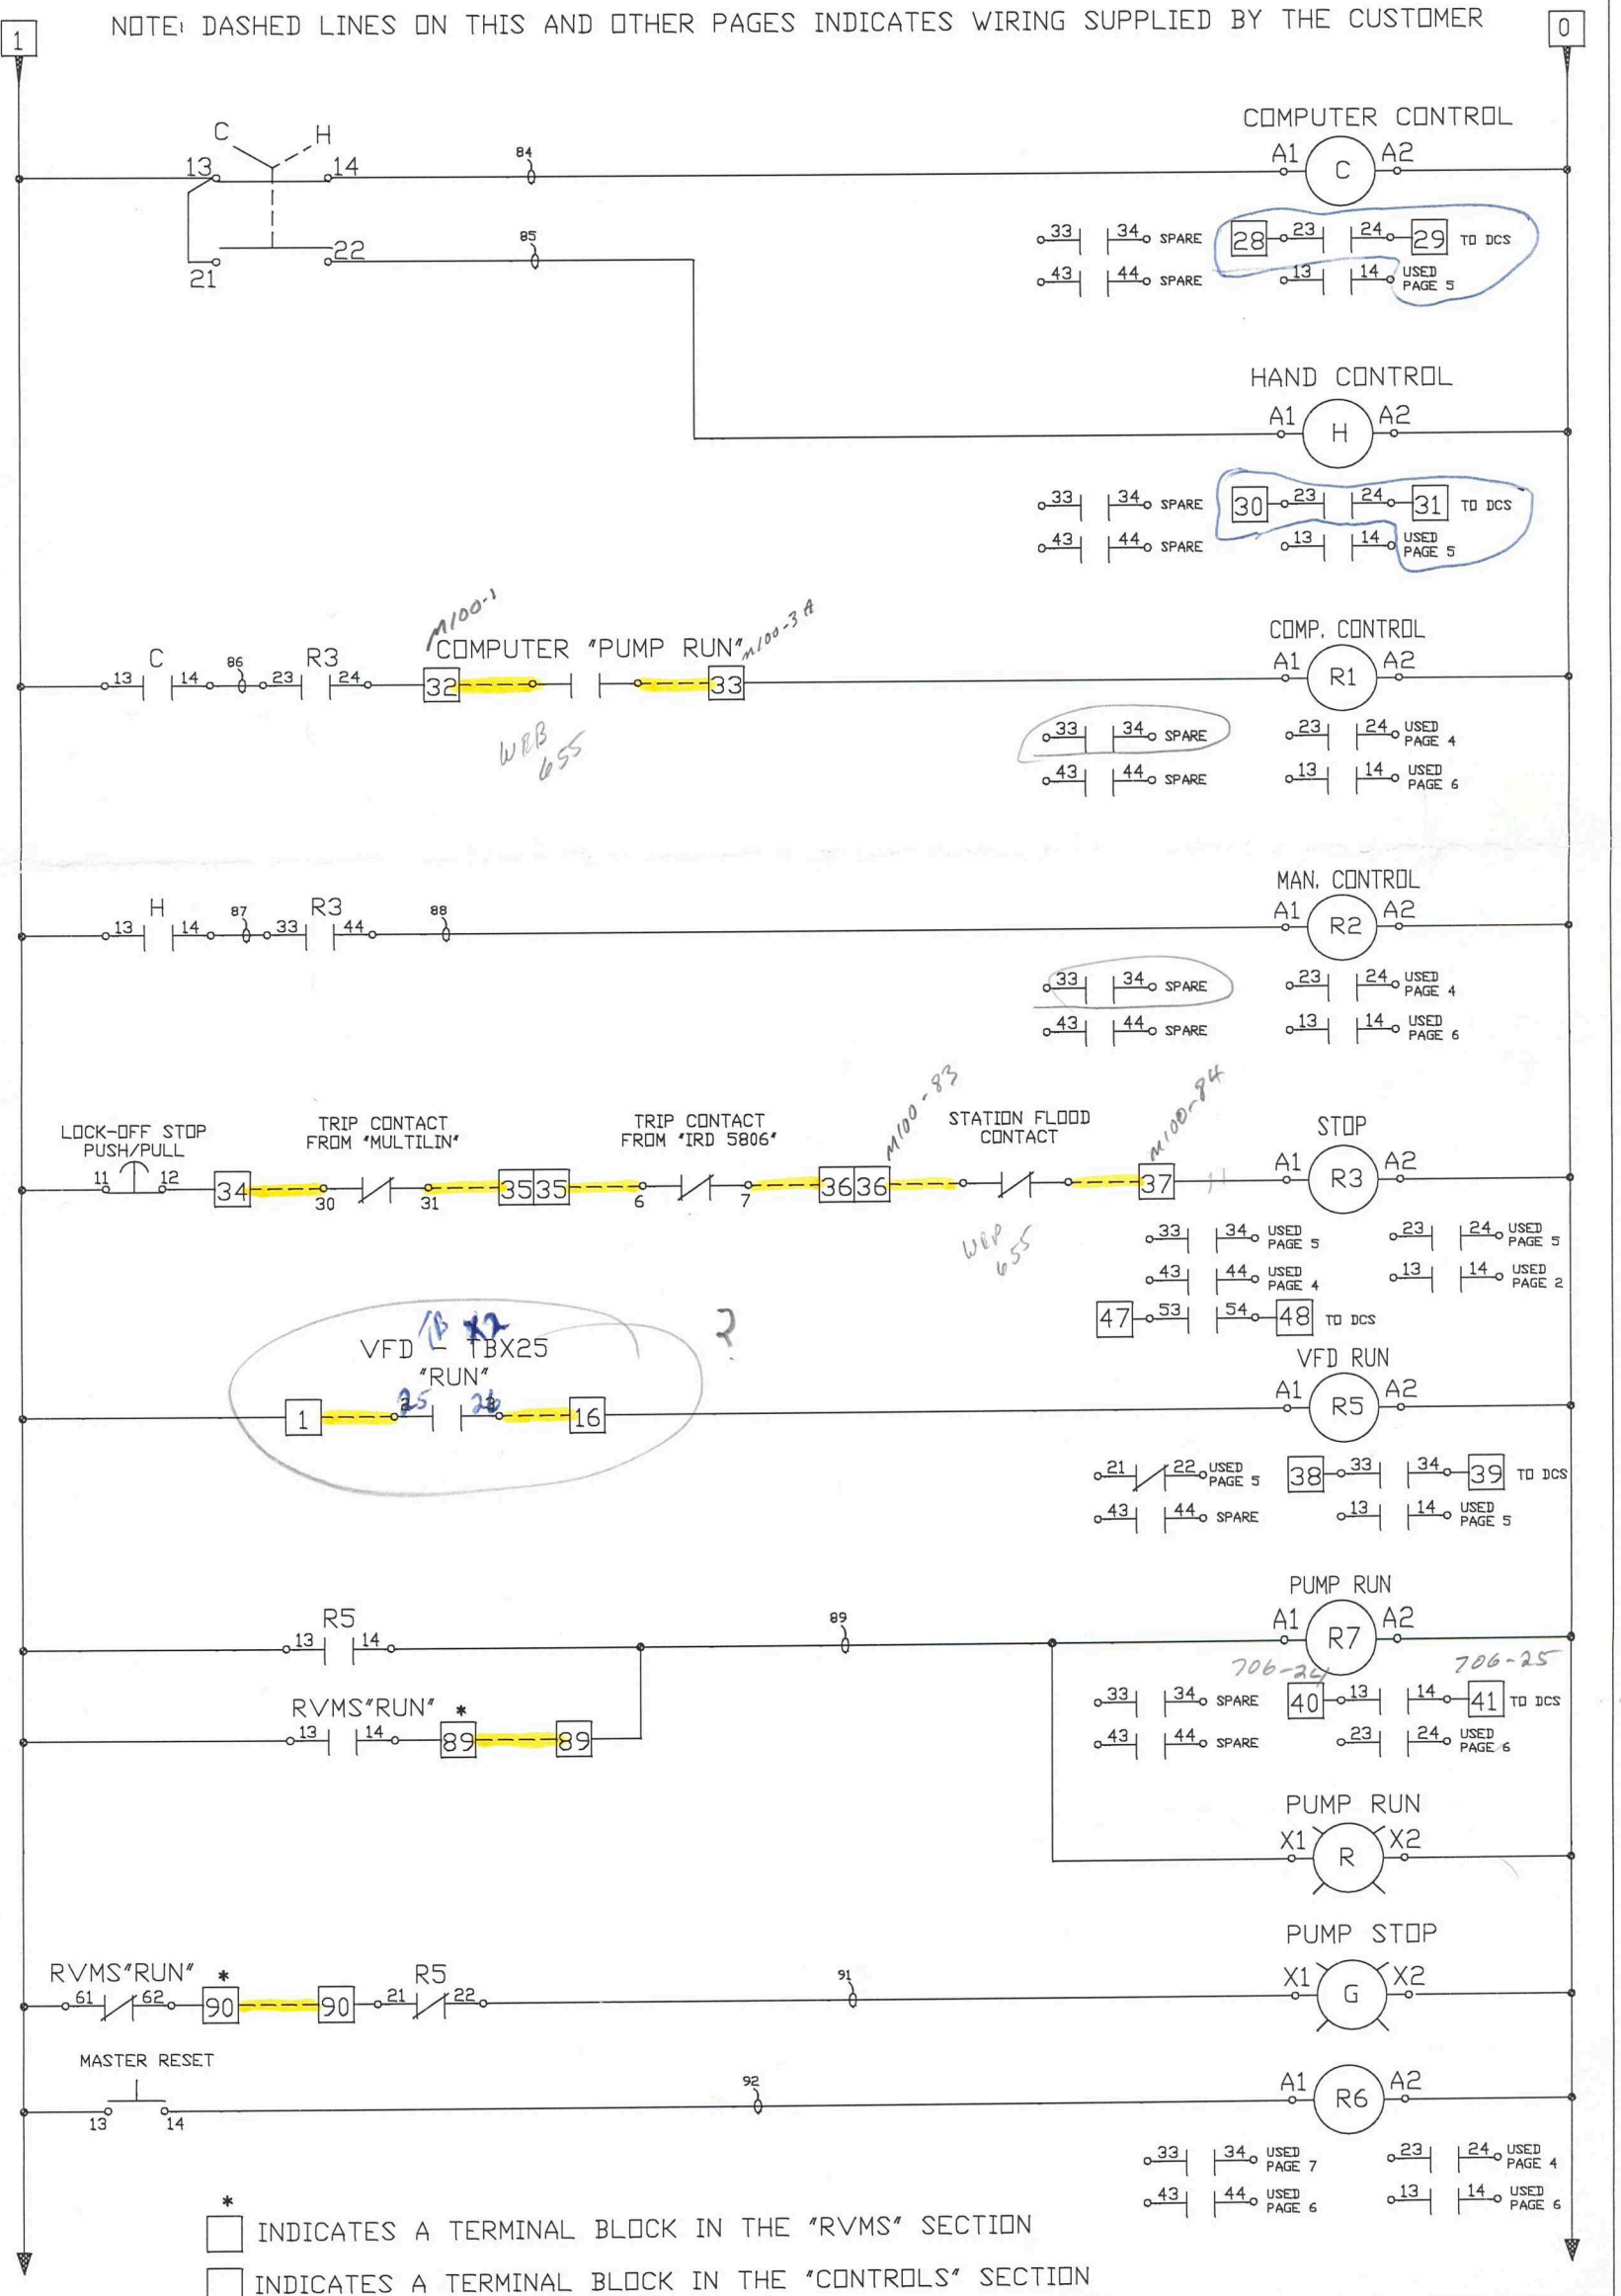 NOTE: DASHED LINES ON THIS AND OTHER PAGES INDICATES WIRING SUPPLIED BY THE CUSTOMER
1
0
COMPUTER CONTROL
C H
13 14 84 A1 C A2
33 34 SPARE 28 23 24 29 TO DCS
21 22 85
43 44 SPARE 13 14 USED PAGE 5
HAND CONTROL
A1 H A2
33 34 SPARE 30 23 24 31 TO DCS
43 44 SPARE 13 14 USED PAGE 5
M100-1 M100-3A
COMPUTER "PUMP RUN" COMP. CONTROL
C 86 R3
13 14 23 24 32 33 A1 R1 A2
33 34 SPARE 23 24 USED PAGE 4
WRB
655
43 44 SPARE 13 14 USED PAGE 6
MAN. CONTROL
H 87 R3 88
13 14 33 44 A1 R2 A2
33 34 SPARE 23 24 USED PAGE 4
43 44 SPARE 13 14 USED PAGE 6
M100-83 M100-84
LOCK-OFF STOP
PUSH/PULL
TRIP CONTACT
FROM "MULTILIN"
TRIP CONTACT
FROM "IRD 5806"
STATION FLOOD
CONTACT
STOP
11 12 34 30 31 35 35 6 7 36 36 37 A1 R3 A2
655
33 34 USED PAGE 5 23 24 USED PAGE 5
43 44 USED PAGE 4 13 14 USED PAGE 2
47 53 54 48 TO DCS
TB X2
VFD - TBX25 ?
"RUN"
VFD RUN
1 25 26 16 A1 R5 A2
21 22 USED PAGE 5 38 33 34 39 TO DCS
43 44 SPARE 13 14 USED PAGE 5
PUMP RUN
R5 89
13 14 A1 R7 A2
706-24 706-25
33 34 SPARE 40 13 14 41 TO DCS
RVMS"RUN" *
13 14 89 89
43 44 SPARE 23 24 USED PAGE 6
PUMP RUN
X1 R X2
PUMP STOP
RVMS"RUN" * R5 91
61 62 90 90 21 22 X1 G X2
MASTER RESET
13 14 92 A1 R6 A2
33 34 USED PAGE 7 23 24 USED PAGE 4
43 44 USED PAGE 6 13 14 USED PAGE 6
*
INDICATES A TERMINAL BLOCK IN THE "RVMS" SECTION
INDICATES A TERMINAL BLOCK IN THE "CONTROLS" SECTION